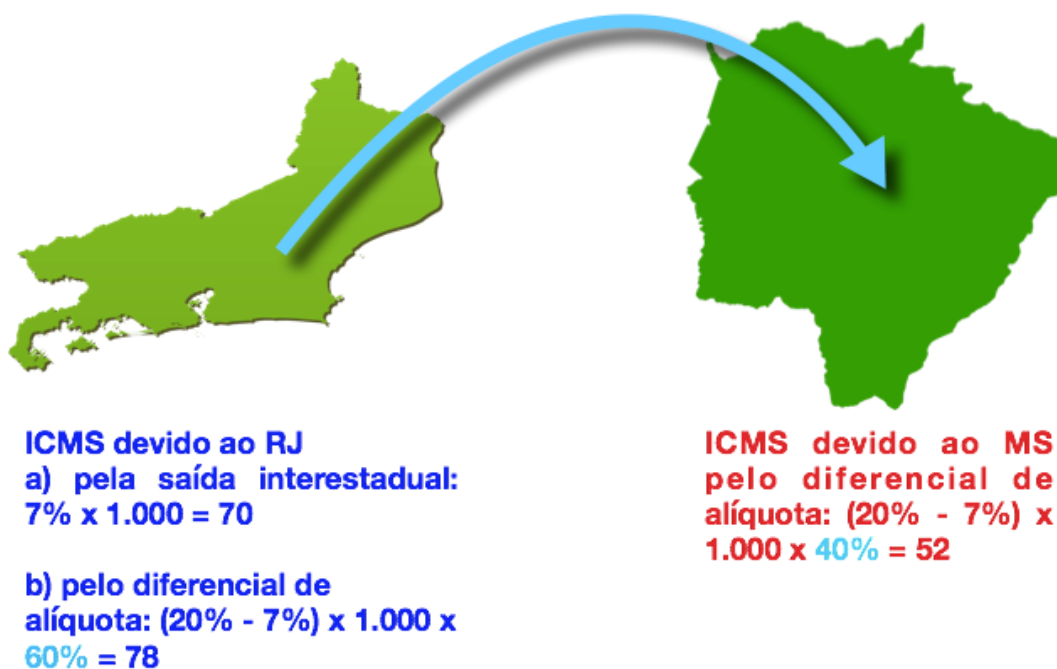 ICMS devido ao RJ
a) pela saída interestadual:
7% x 1.000 = 70
b) pelo diferencial de
alíquota: (20% - 7%) x 1.000 x
60% = 78
ICMS devido ao MS
pelo diferencial de
alíquota: (20% - 7%) x
1.000 x 40% = 52